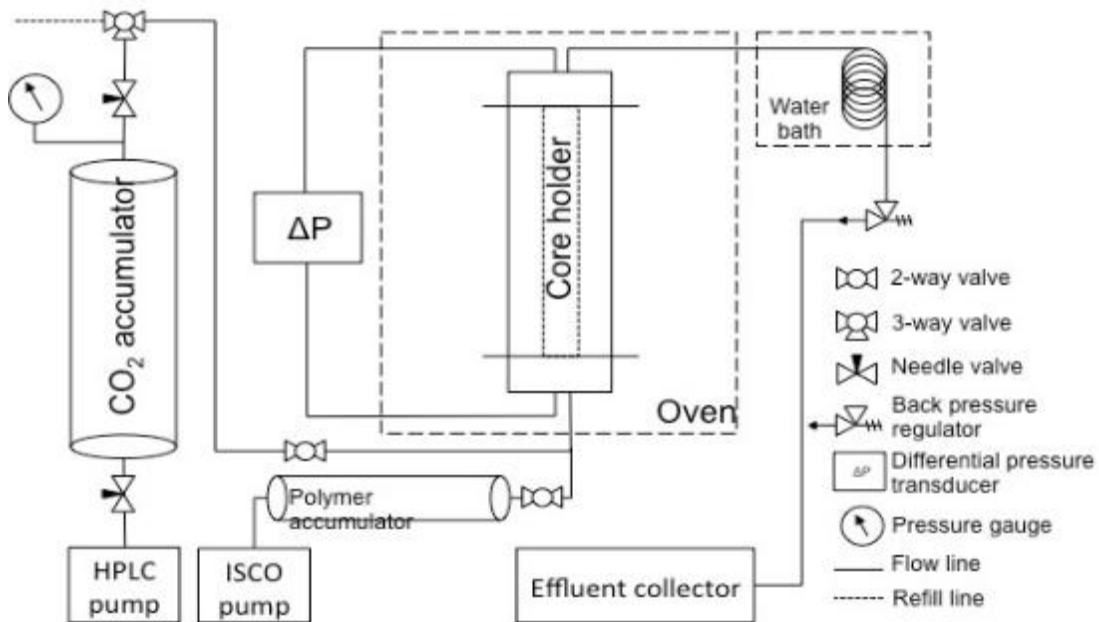 CO₂ accumulator
ΔP
Core holder
Oven
Water
bath
Polymer
accumulator
HPLC
pump
ISCO
pump
Effluent collector
2-way valve
3-way valve
Needle valve
Back pressure
regulator
ΔP
Differential pressure
transducer
Pressure gauge
Flow line
Refill line